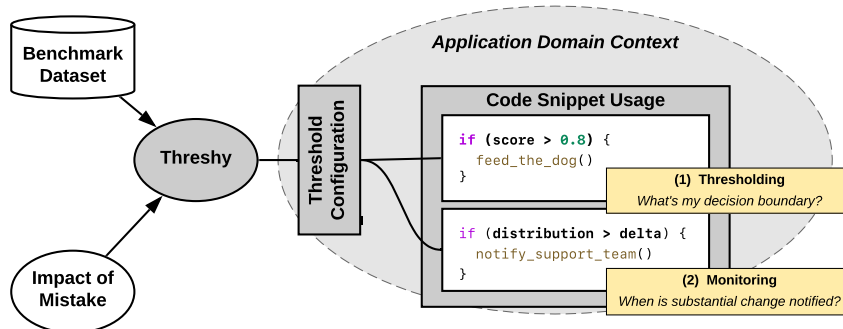 Benchmark
Dataset
Threshy
Impact of
Mistake
Threshold
Configuration
Application Domain Context
Code Snippet Usage
if (score > 0.8) {
feed_the_dog()
}
(1) Thresholding
What's my decision boundary?
if (distribution > delta) {
notify_support_team()
}
(2) Monitoring
When is substantial change notified?